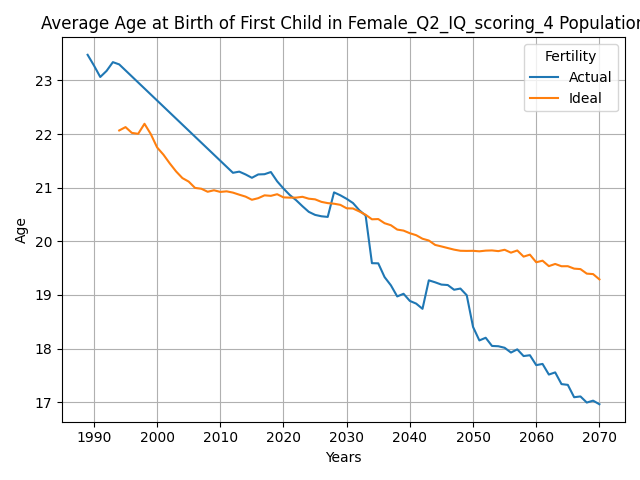 Average Age at Birth of First Child in Female_Q2_IQ_scoring_4 Population
Fertility
Actual
Ideal
Age
23
22
21
20
19
18
17
1990 2000 2010 2020 2030 2040 2050 2060 2070
Years